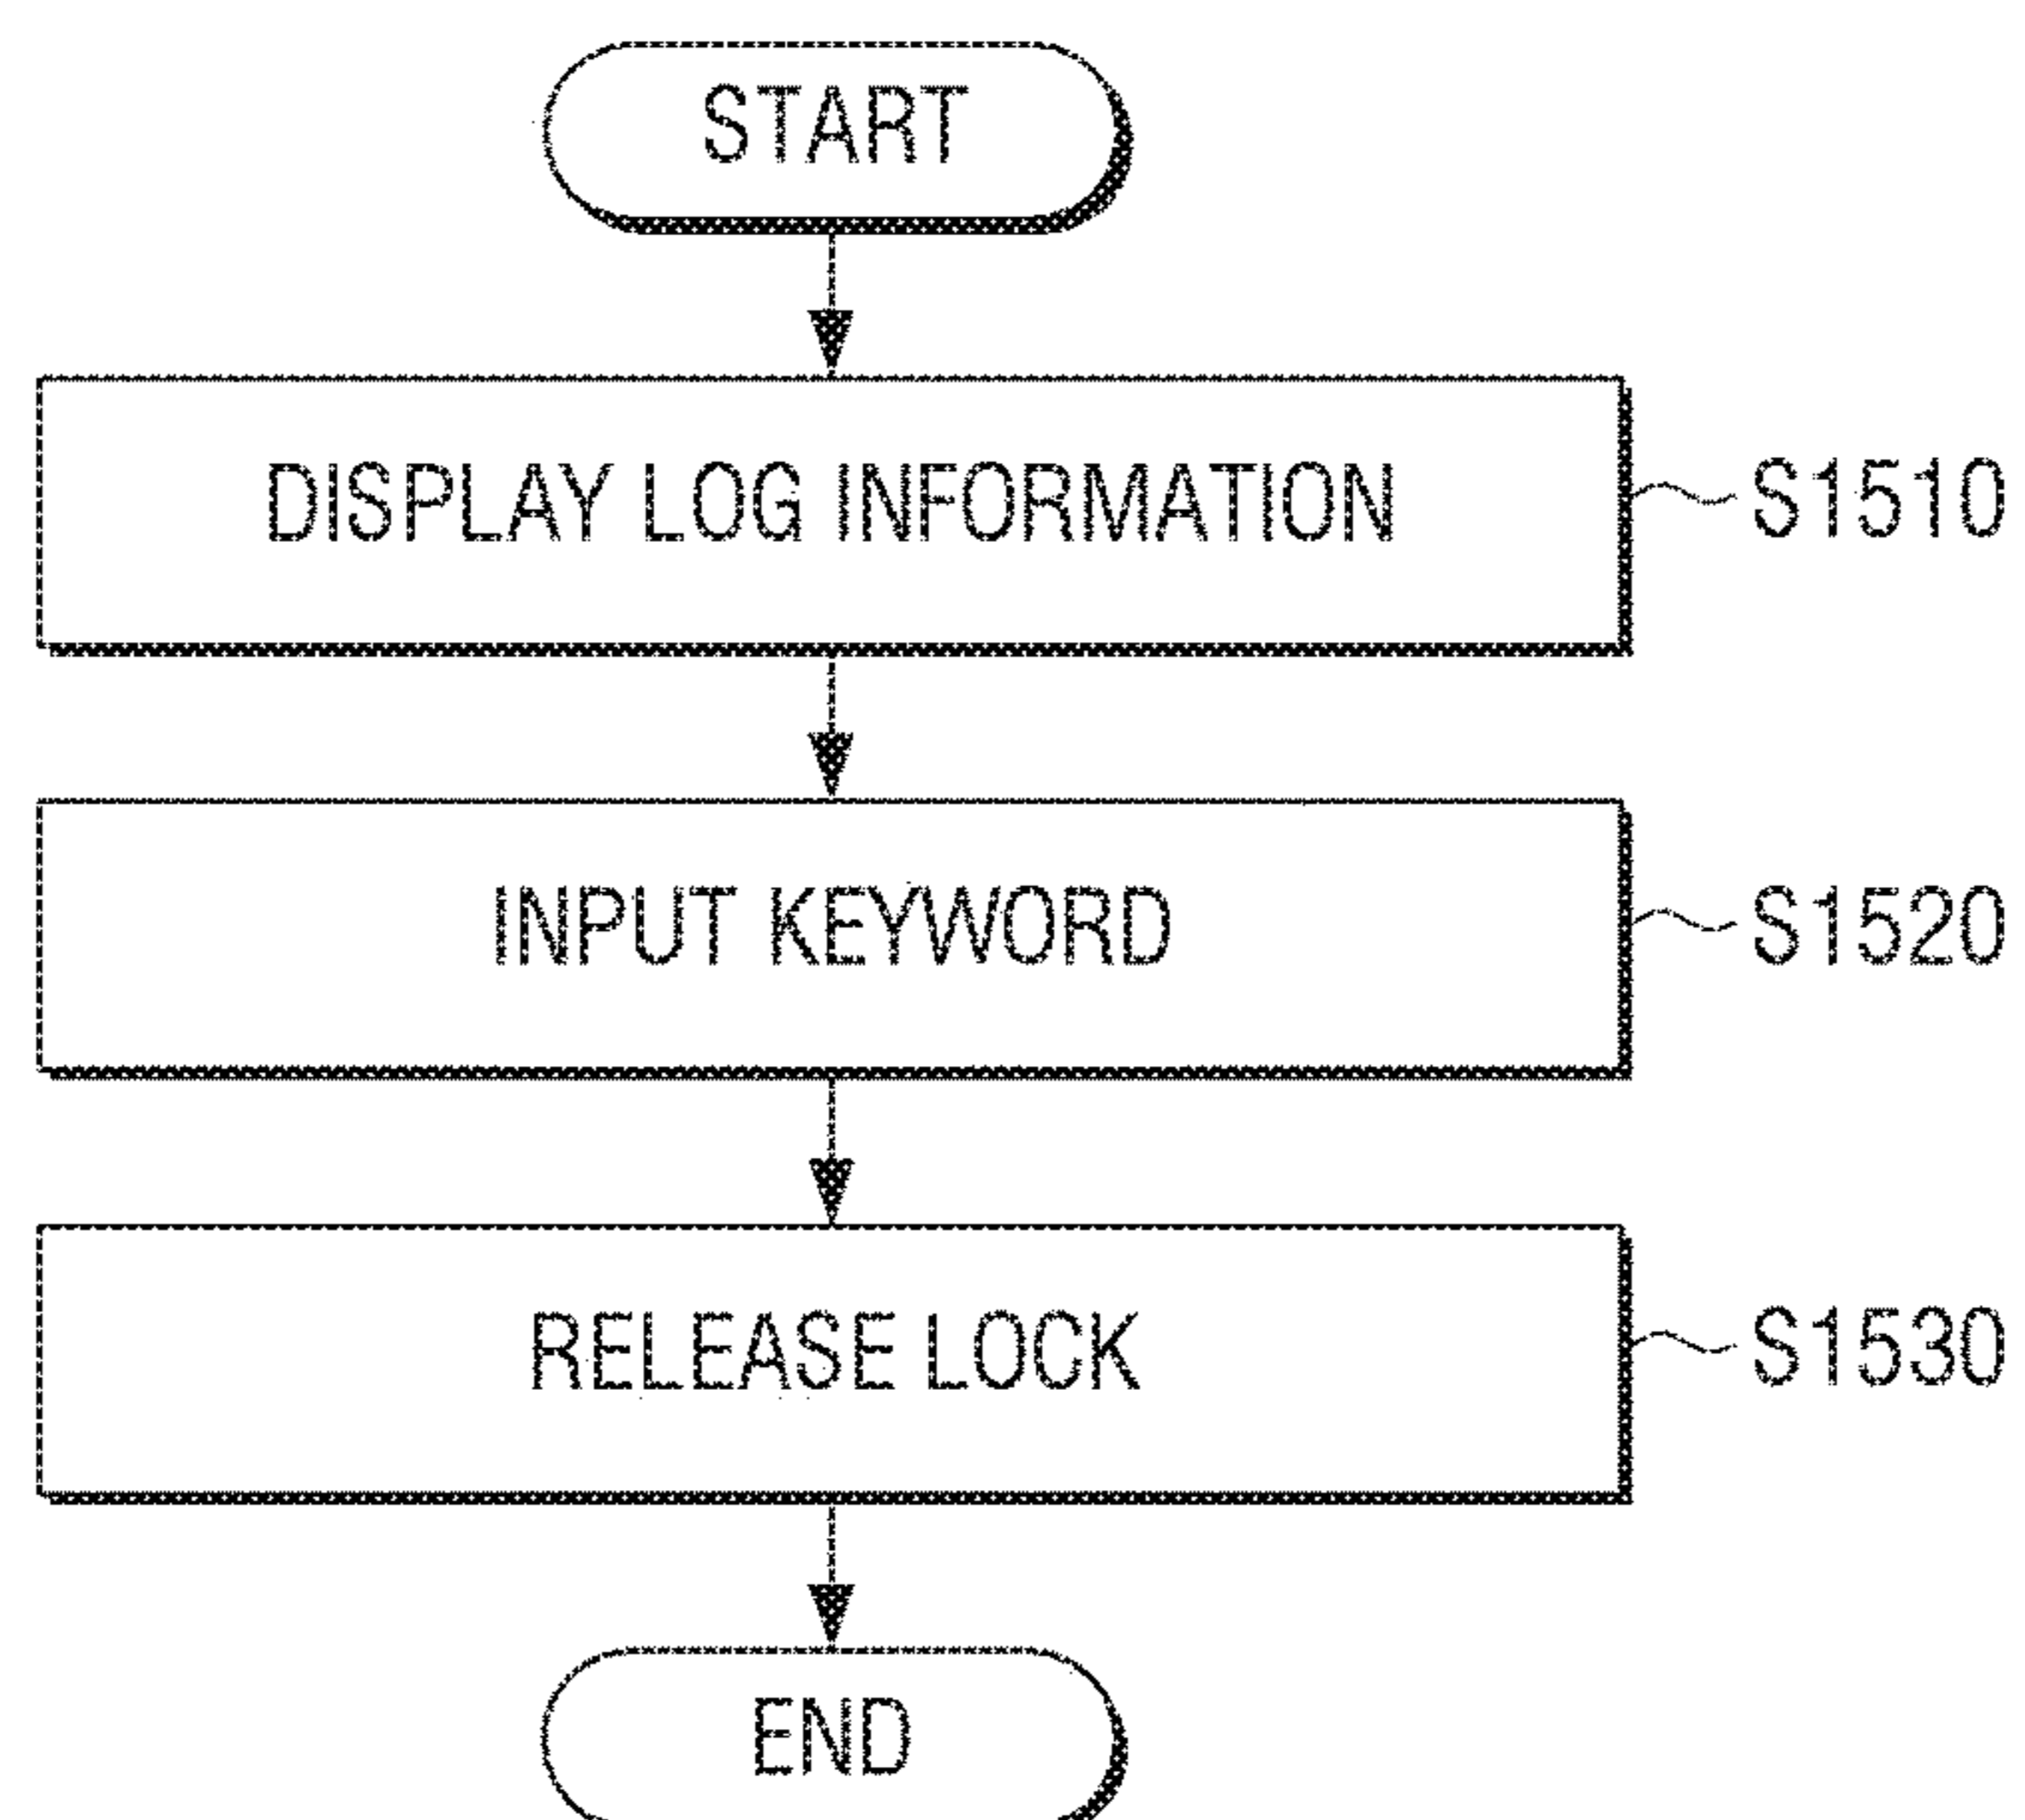 START
DISPLAY LOG INFORMATION
S1510
INPUT KEYWORD
S1520
RELEASE LOCK
S1530
END